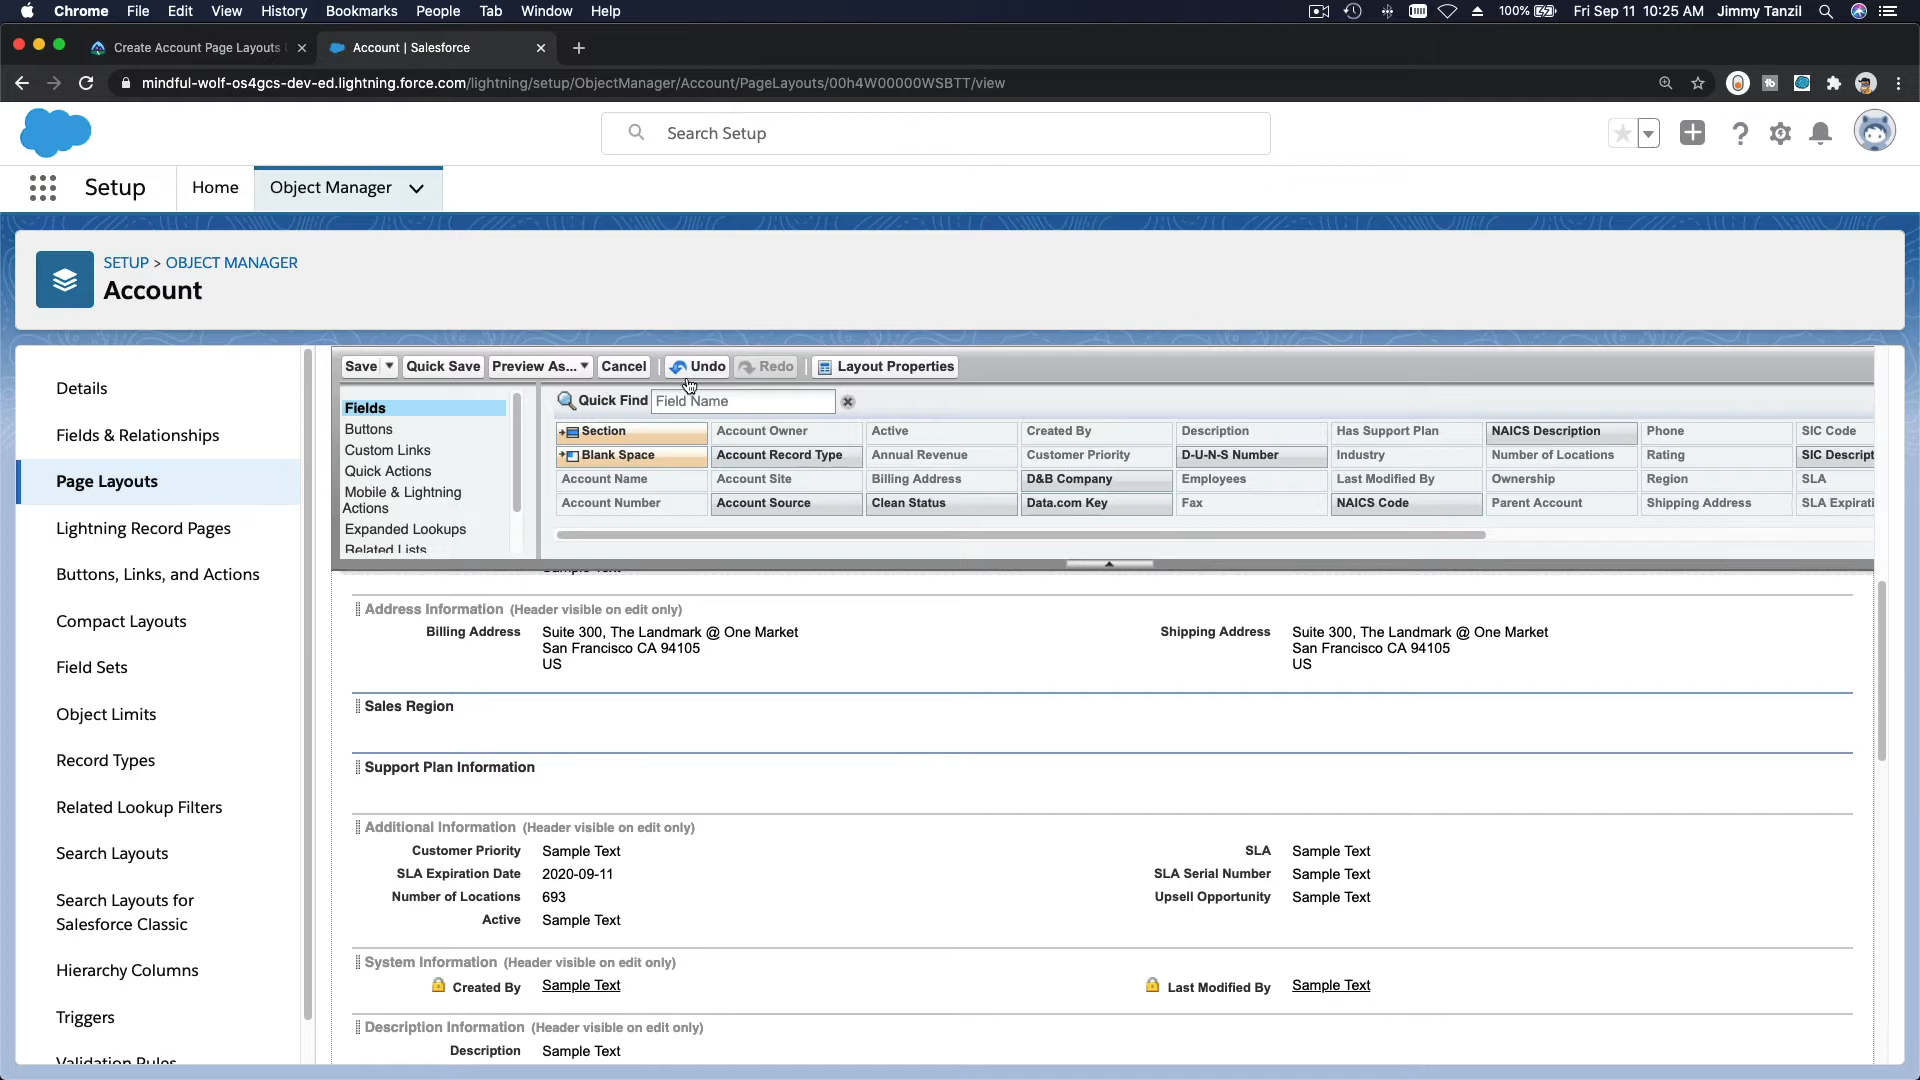 Chrome File Edit View History Bookmarks People Tab Window Help 100% Fri Sep 11 10:25 AM Jimmy Tanzil
Create Account Page Layouts
Account | Salesforce
mindful-wolf-os4gcs-dev-ed.lightning.force.com/lightning/setup/ObjectManager/Account/PageLayouts/00h4W00000WSBTT/view
Search Setup
Setup Home Object Manager
SETUP > OBJECT MANAGER
Account
Details
Fields & Relationships
Page Layouts
Lightning Record Pages
Buttons, Links, and Actions
Compact Layouts
Field Sets
Object Limits
Record Types
Related Lookup Filters
Search Layouts
Search Layouts for
Salesforce Classic
Hierarchy Columns
Triggers
Validation Rules
Save Quick Save Preview As... Cancel Undo Redo Layout Properties
Fields
Buttons
Custom Links
Quick Actions
Mobile & Lightning
Actions
Expanded Lookups
Related Lists
Quick Find Field Name
Section Account Owner Active Created By Description Has Support Plan NAICS Description Phone SIC Code
Blank Space Account Record Type Annual Revenue Customer Priority D-U-N-S Number Industry Number of Locations Rating SIC Descript
Account Name Account Site Billing Address D&B Company Employees Last Modified By Ownership Region SLA
Account Number Account Source Clean Status Data.com Key Fax NAICS Code Parent Account Shipping Address SLA Expirati
Sample Text
Address Information (Header visible on edit only)
Billing Address Suite 300, The Landmark @ One Market
San Francisco CA 94105
US
Shipping Address Suite 300, The Landmark @ One Market
San Francisco CA 94105
US
Sales Region
Support Plan Information
Additional Information (Header visible on edit only)
Customer Priority Sample Text SLA Sample Text
SLA Expiration Date 2020-09-11 SLA Serial Number Sample Text
Number of Locations 693 Upsell Opportunity Sample Text
Active Sample Text
System Information (Header visible on edit only)
Created By Sample Text Last Modified By Sample Text
Description Information (Header visible on edit only)
Description Sample Text